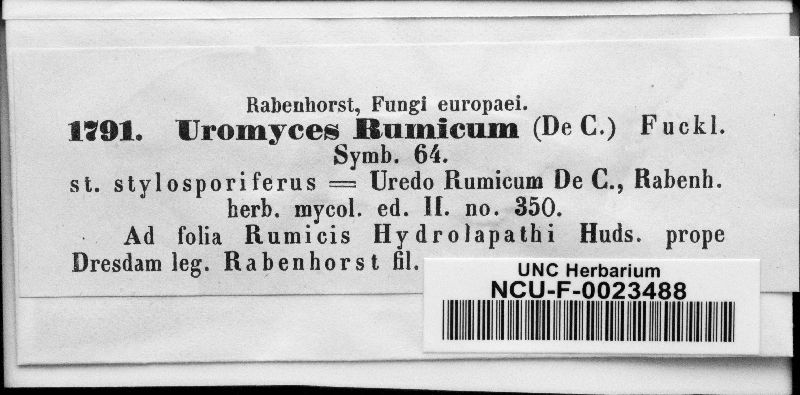 Rabenhorst, Fungi europaei.
1791. Uromyces Rumicum (De C.) Fuckl.
Symb. 64.
st. stylosporiferus = Uredo Rumicum De C., Rabenh.
herb. mycol. ed. II. no. 350.
Ad folia Rumicis Hydrolapathi Huds. prope
Dresdam leg. Rabenhorst fil.
UNC Herbarium
NCU-F-0023488